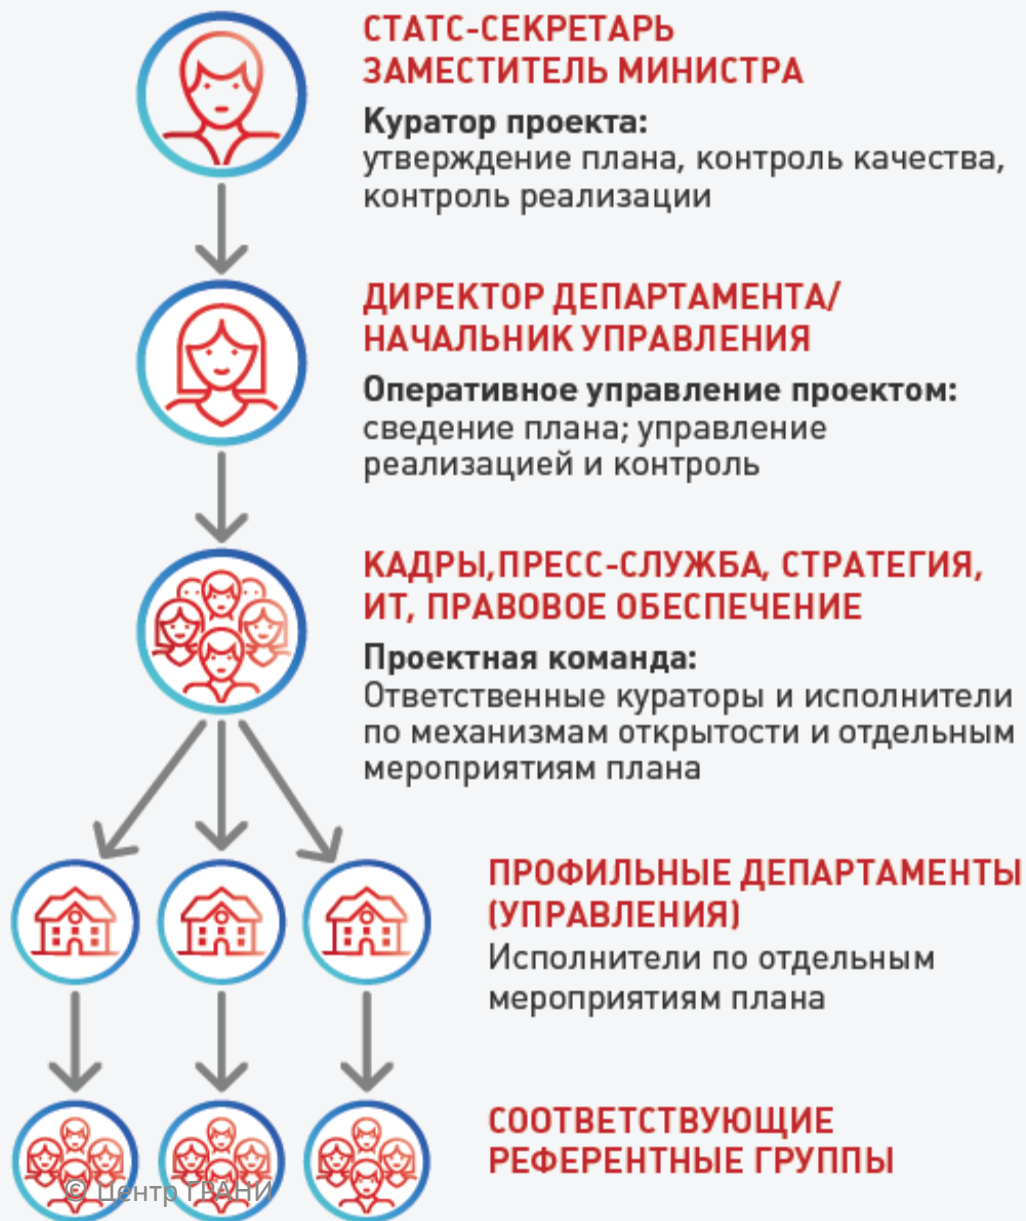 СТАТС-СЕКРЕТАРЬ
ЗАМЕСТИТЕЛЬ МИНИСТРА
Куратор проекта:
утверждение плана, контроль качества,
контроль реализации
ДИРЕКТОР ДЕПАРТАМЕНТА/
НАЧАЛЬНИК УПРАВЛЕНИЯ
Оперативное управление проектом:
сведение плана; управление
реализацией и контроль
КАДРЫ,ПРЕСС-СЛУЖБА, СТРАТЕГИЯ,
ИТ, ПРАВОВОЕ ОБЕСПЕЧЕНИЕ
Проектная команда:
Ответственные кураторы и исполнители
по механизмам открытости и отдельным
мероприятиям плана
ПРОФИЛЬНЫЕ ДЕПАРТАМЕНТЫ
(УПРАВЛЕНИЯ)
Исполнители по отдельным
мероприятиям плана
СООТВЕТСТВУЮЩИЕ
РЕФЕРЕНТНЫЕ ГРУППЫ
© Центр ГРАНИ